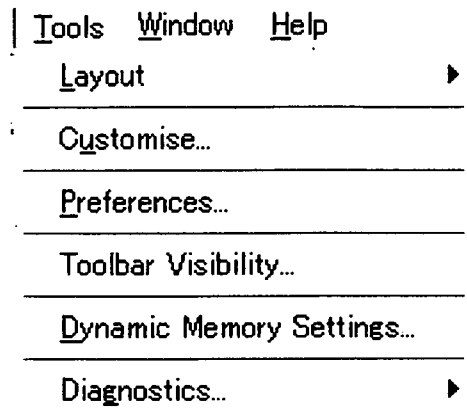 Tools Window Help
Layout
Customise...
Preferences...
Toolbar Visibility...
Dynamic Memory Settings...
Diagnostics...